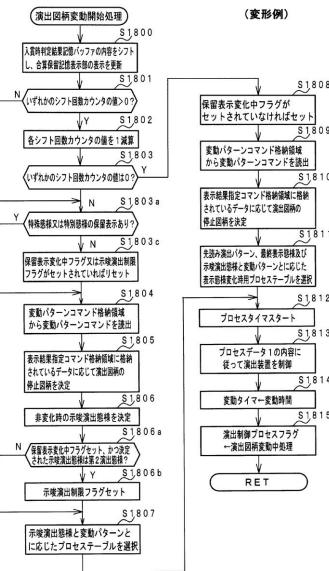 演出図柄変動開始処理
S1800
入賞時判定結果記憶バッファの内容をシフト
し、合算保留記憶表示部の表示を更新
S1801
N
いずれかのシフト回数カウンタの値>0?
Y
S1802
各シフト回数カウンタの値を1減算
S1803
いずれかのシフト回数カウンタの値は0?
Y
N
S1803a
Y
特殊態様又は特別態様の保留表示あり?
N
S1803c
保留表示変化中フラグ又は示唆演出制限
フラグがセットされていればリセット
S1804
変動パターンコマンド格納領域
から変動パターンコマンドを読出
S1805
表示結果指定コマンド格納領域に格納
されているデータに応じて演出図柄の
停止図柄を決定
S1806
非変化時の示唆演出態様を決定
S1806a
N
保留表示変化中フラグセット、かつ決定
された示唆演出態様は第2演出態様?
Y
S1806b
示唆演出制限フラグセット
S1807
示唆演出態様と変動パターンと
に応じたプロセステーブルを選択
(変形例)
S1808
保留表示変化中フラグが
セットされていなければセット
S1809
変動パターンコマンド格納領域
から変動パターンコマンドを読出
S1810
表示結果指定コマンド格納領域に格納
されているデータに応じて演出図柄の
停止図柄を決定
S1811
先読み演出パターン、最終表示態様及び
示唆演出態様と変動パターンとに応じた
表示態様変化時用プロセステーブルを選択
S1812
プロセスタイマスタート
S1813
プロセスデータ1の内容に
従って演出装置を制御
S1814
変動タイマ←変動時間
S1815
演出制御プロセスフラグ
←演出図柄変動中処理
RET